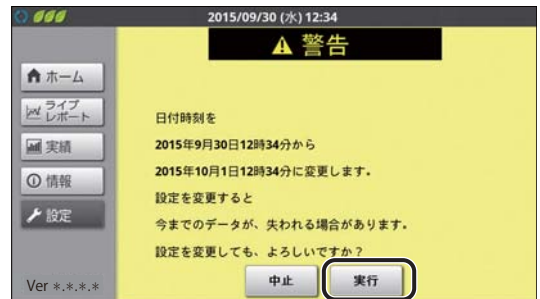 2015/09/30 (水) 12:34
警告
ホーム
ライブ
レポート
実績
情報
設定
日付時刻を
2015年9月30日12時34分から
2015年10月1日12時34分に変更します。
設定を変更すると
今までのデータが、失われる場合があります。
設定を変更しても、よろしいですか？
中止
実行
Ver *.*.*.*